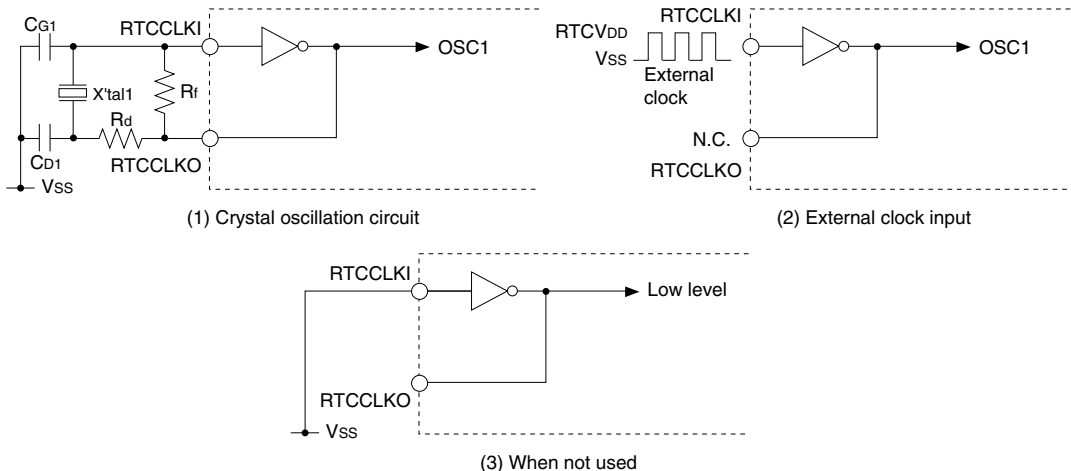 CG1
RTCCLKI
OSC1
X'tal1
Rf
Rd
CD1
RTCCLKO
VSS
(1) Crystal oscillation circuit
RTCCLKI
RTCVDD
VSS
External
clock
OSC1
N.C.
RTCCLKO
(2) External clock input
RTCCLKI
Low level
RTCCLKO
VSS
(3) When not used